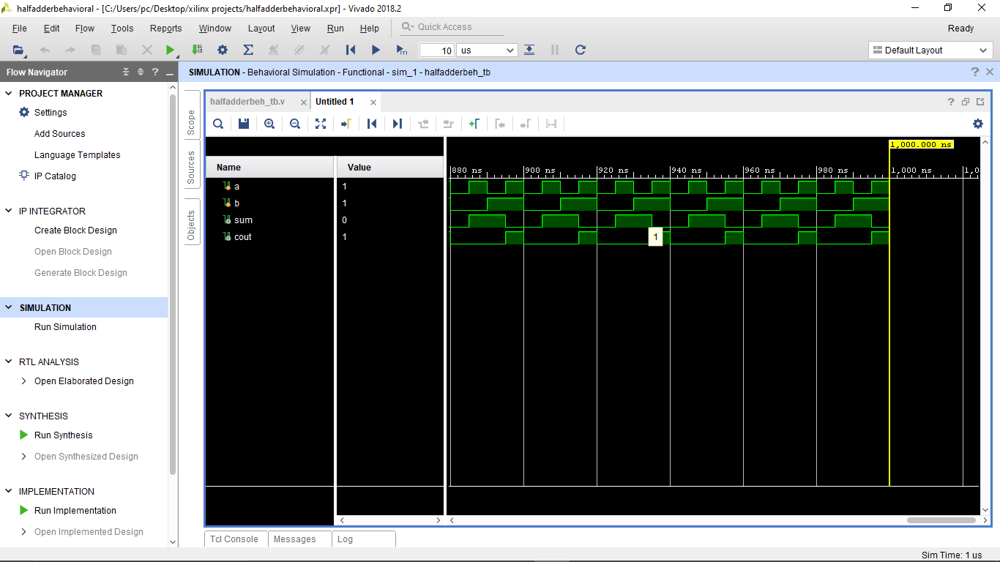 halfadderbehavioral - [C:/Users/pc/Desktop/xilinx projects/halfadderbehavioral.xpr] - Vivado 2018.2
File Edit Flow Tools Reports Window Layout View Run Help Quick Access Ready
10 us Default Layout
Flow Navigator
PROJECT MANAGER
Settings
Add Sources
Language Templates
IP Catalog
IP INTEGRATOR
Create Block Design
Open Block Design
Generate Block Design
SIMULATION
Run Simulation
RTL ANALYSIS
Open Elaborated Design
SYNTHESIS
Run Synthesis
Open Synthesized Design
IMPLEMENTATION
Run Implementation
Open Implemented Design
SIMULATION - Behavioral Simulation - Functional - sim_1 - halfadderbeh_tb
Scope
Sources
Objects
halfadderbeh_tb.v Untitled 1
1,000.000 ns
Name Value
880 ns 900 ns 920 ns 940 ns 960 ns 980 ns 1,000 ns 1,0
a 1
b 1
sum 0
cout 1
1
Tcl Console Messages Log
Sim Time: 1 us